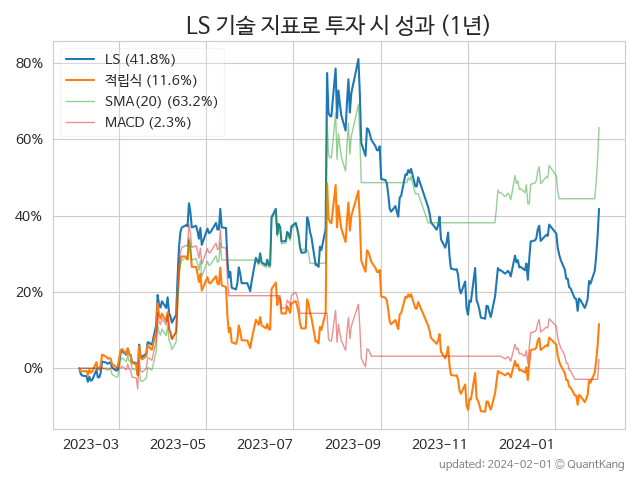 LS 기술 지표로 투자 시 성과 (1년)
LS (41.8%)
적립식 (11.6%)
SMA(20) (63.2%)
MACD (2.3%)
80%
60%
40%
20%
0%
2023-03 2023-05 2023-07 2023-09 2023-11 2024-01
updated: 2024-02-01 © QuantKang